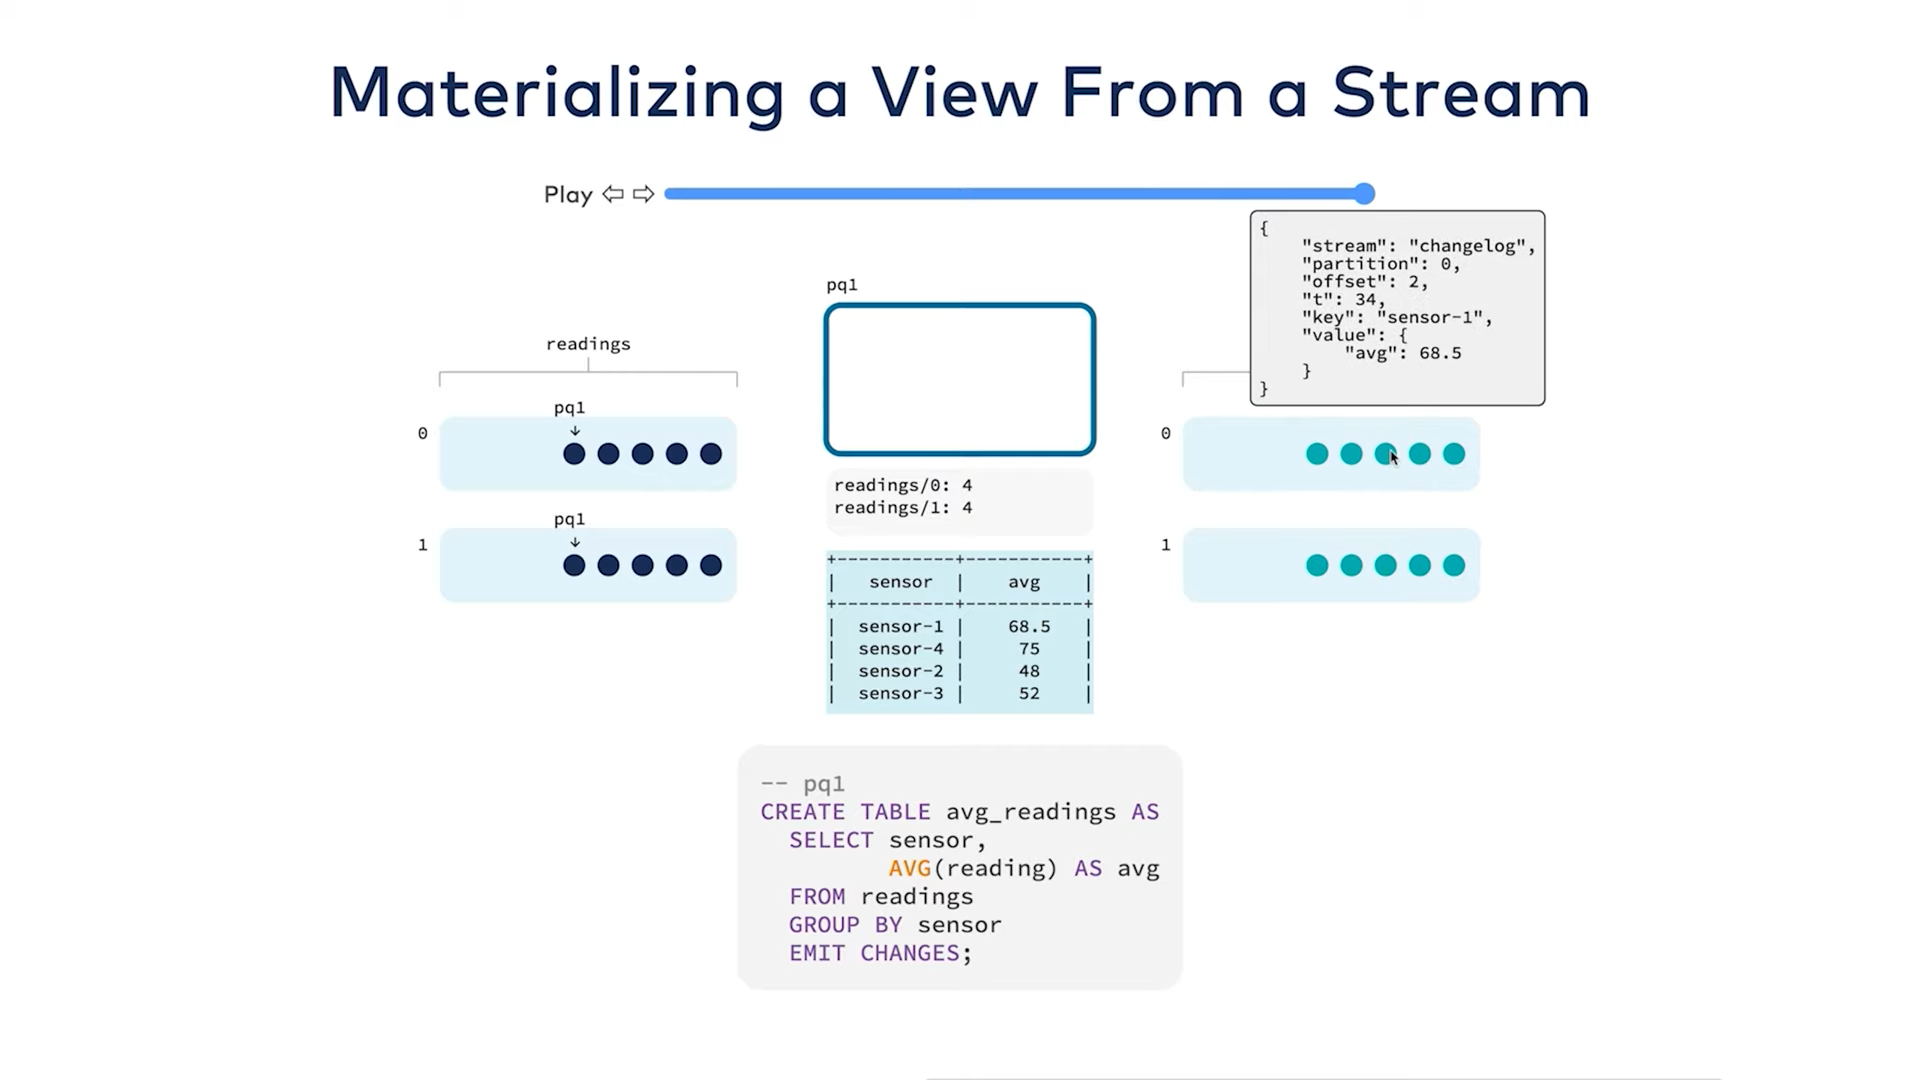 Materializing a View From a Stream
Play ⇦ ⇨
{
"stream": "changelog",
"partition": 0,
"offset": 2,
"t": 34,
"key": "sensor-1",
"value": {
"avg": 68.5
}
}
pq1
readings
pq1
0
0
readings/0: 4
readings/1: 4
pq1
1
1
+-----------+-----------+
| sensor | avg |
+-----------+-----------+
| sensor-1 | 68.5 |
| sensor-4 | 75 |
| sensor-2 | 48 |
| sensor-3 | 52 |
-- pq1
CREATE TABLE avg_readings AS
SELECT sensor,
AVG(reading) AS avg
FROM readings
GROUP BY sensor
EMIT CHANGES;